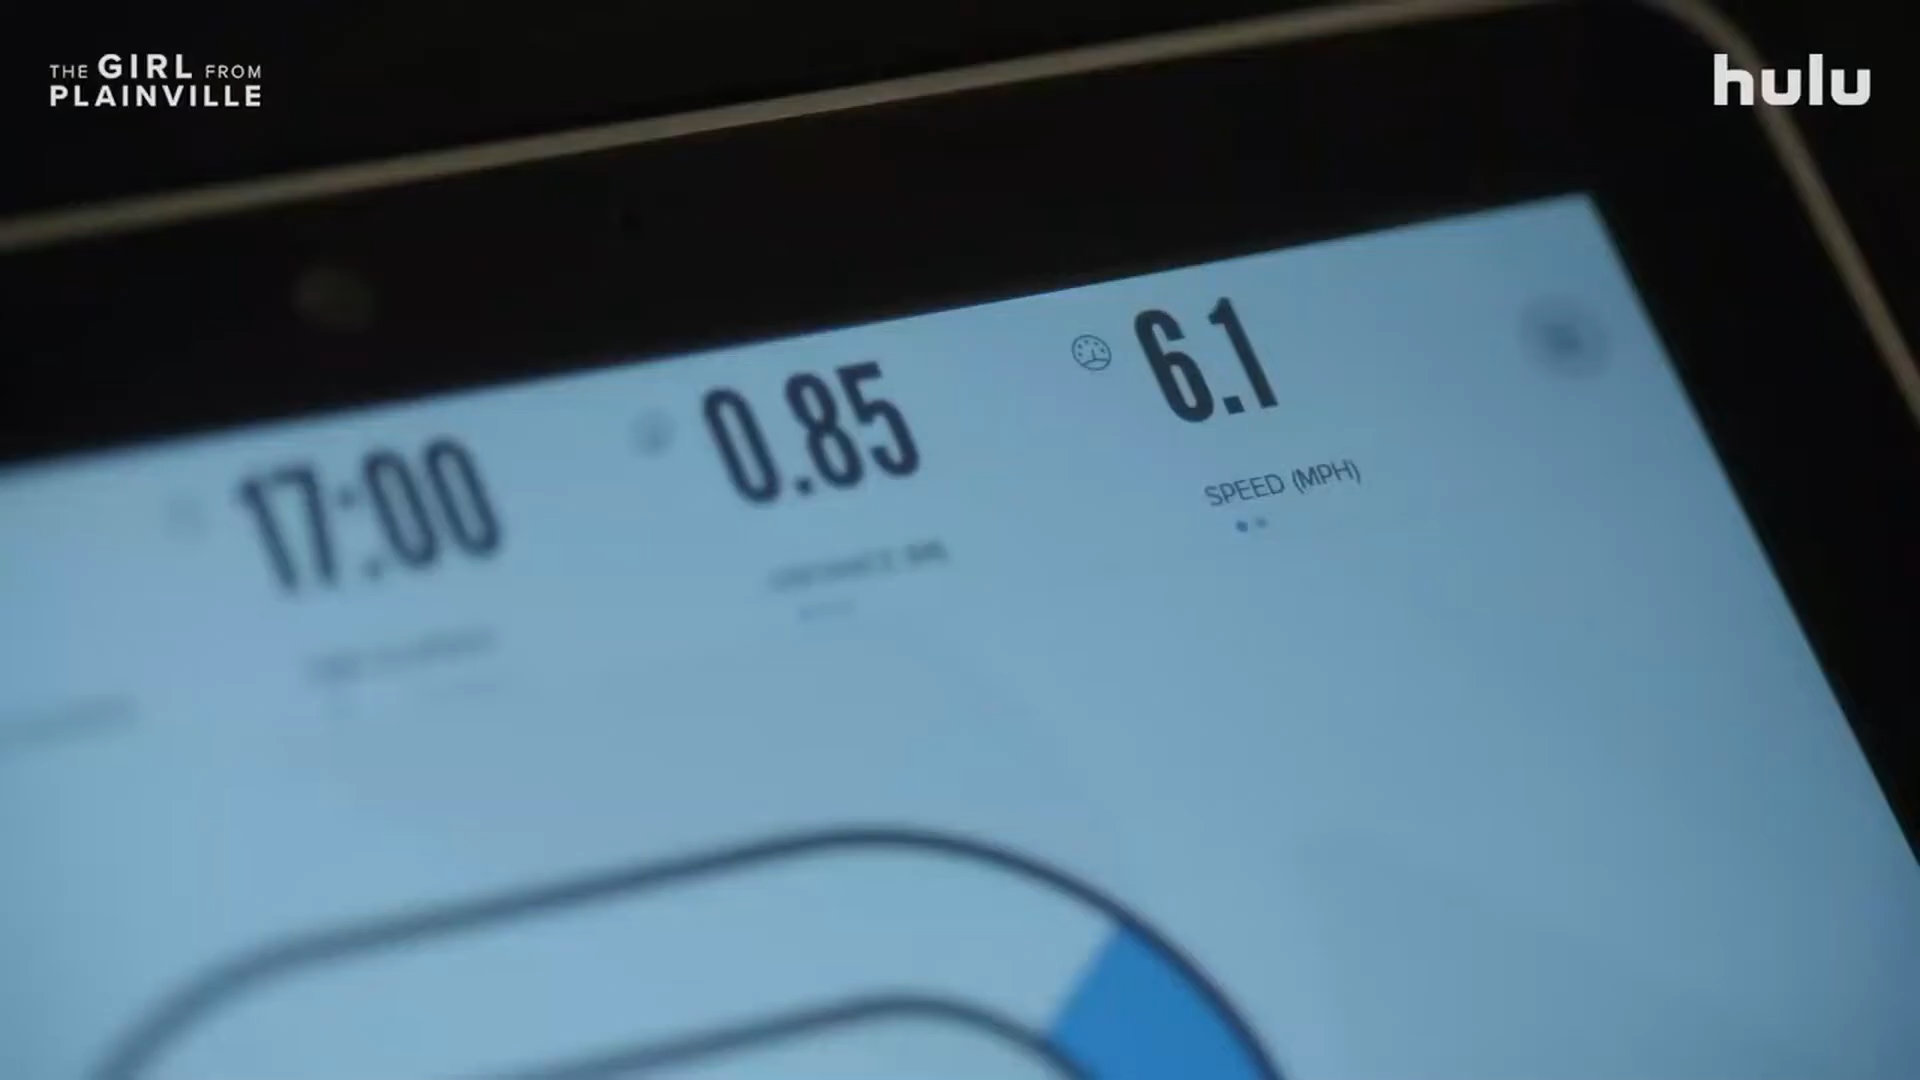 THE GIRL FROM
PLAINVILLE
hulu
17:00
0.85
6.1
SPEED (MPH)